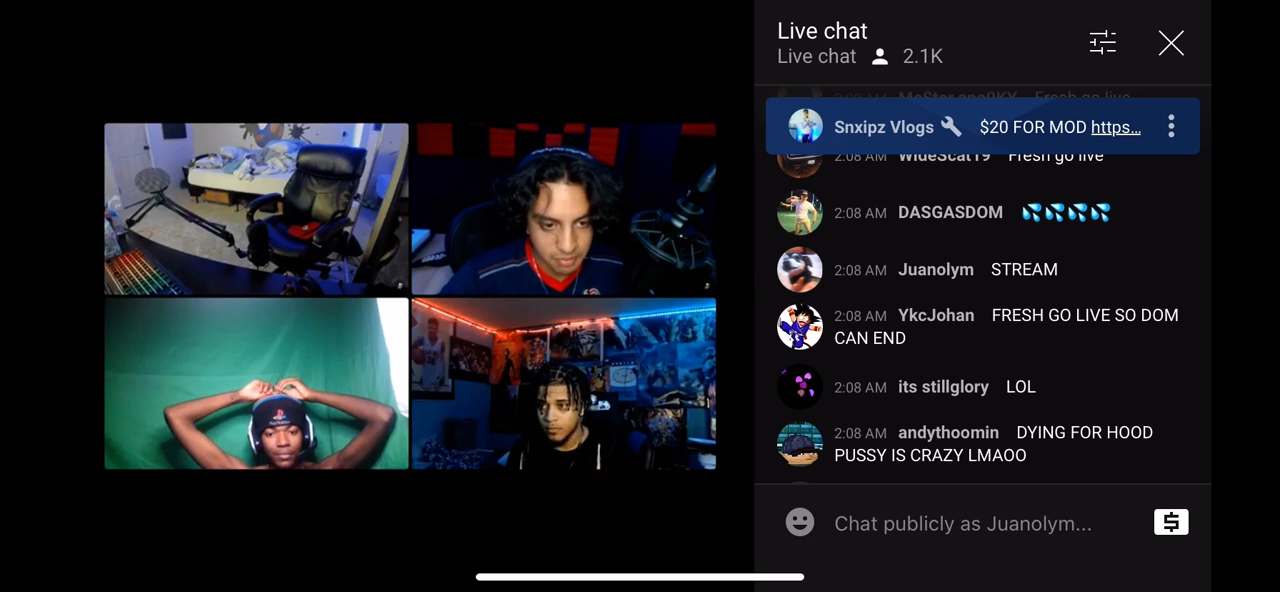 Live chat
Live chat 2.1K
Snxipz Vlogs $20 FOR MOD https...
2:08 AM WideScat19 Fresh go live
2:08 AM DASGASDOM 💦💦💦💦
2:08 AM Juanolym STREAM
2:08 AM YkcJohan FRESH GO LIVE SO DOM
CAN END
2:08 AM its stillglory LOL
2:08 AM andythoomin DYING FOR HOOD
PUSSY IS CRAZY LMAOO
Chat publicly as Juanolym...